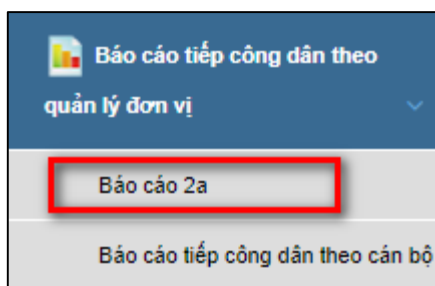 Báo cáo tiếp công dân theo
quản lý đơn vị
Báo cáo 2a
Báo cáo tiếp công dân theo cán bộ